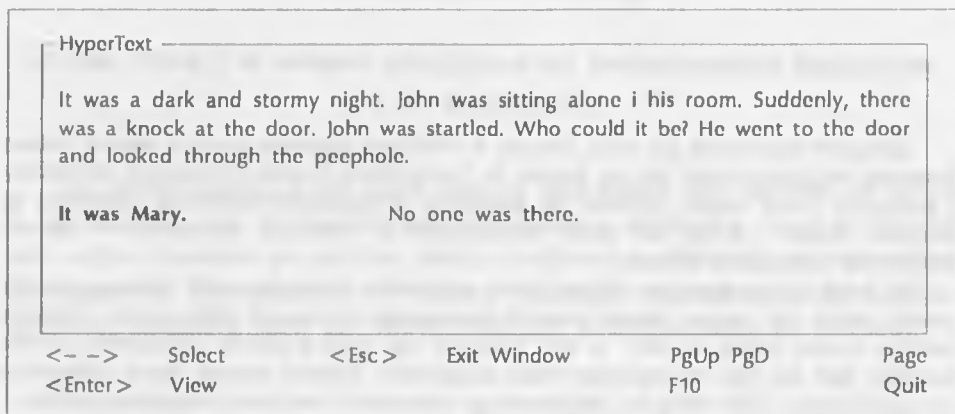 HyperText
It was a dark and stormy night. John was sitting alone i his room. Suddenly, there
was a knock at the door. John was startled. Who could it be? He went to the door
and looked through the peephole.
It was Mary. No one was there.
<- -> Select <Esc> Exit Window PgUp PgD Page
<Enter> View F10 Quit